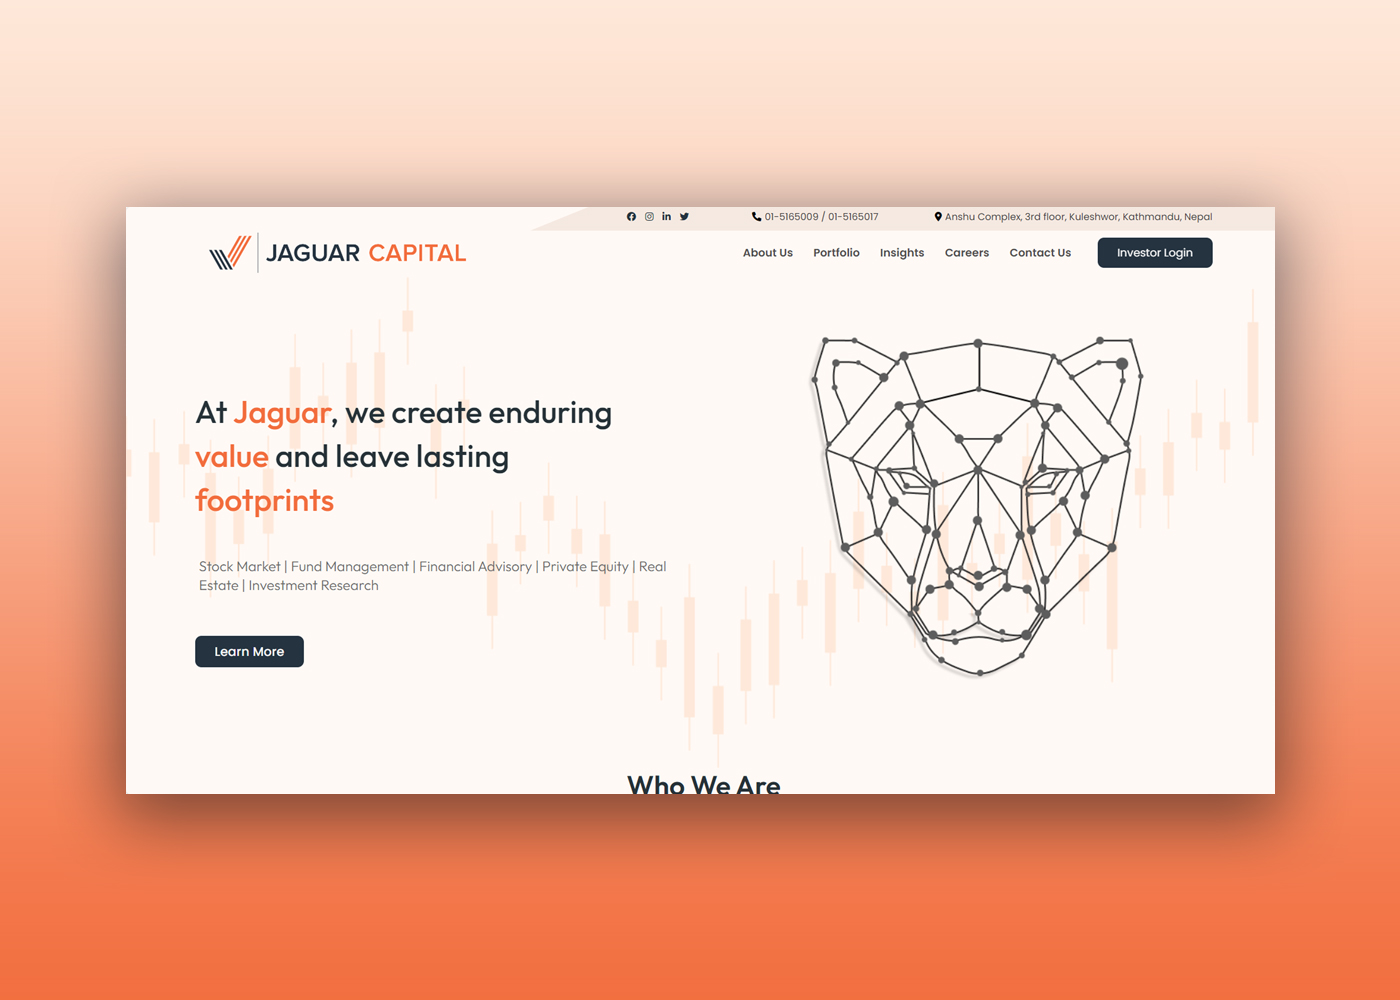 01-5165009 / 01-5165017
Anshu Complex, 3rd floor, Kuleshwor, Kathmandu, Nepal
JAGUAR CAPITAL
About Us
Portfolio
Insights
Careers
Contact Us
Investor Login
At Jaguar, we create enduring
value and leave lasting
footprints
Stock Market | Fund Management | Financial Advisory | Private Equity | Real
Estate | Investment Research
Learn More
Who We Are